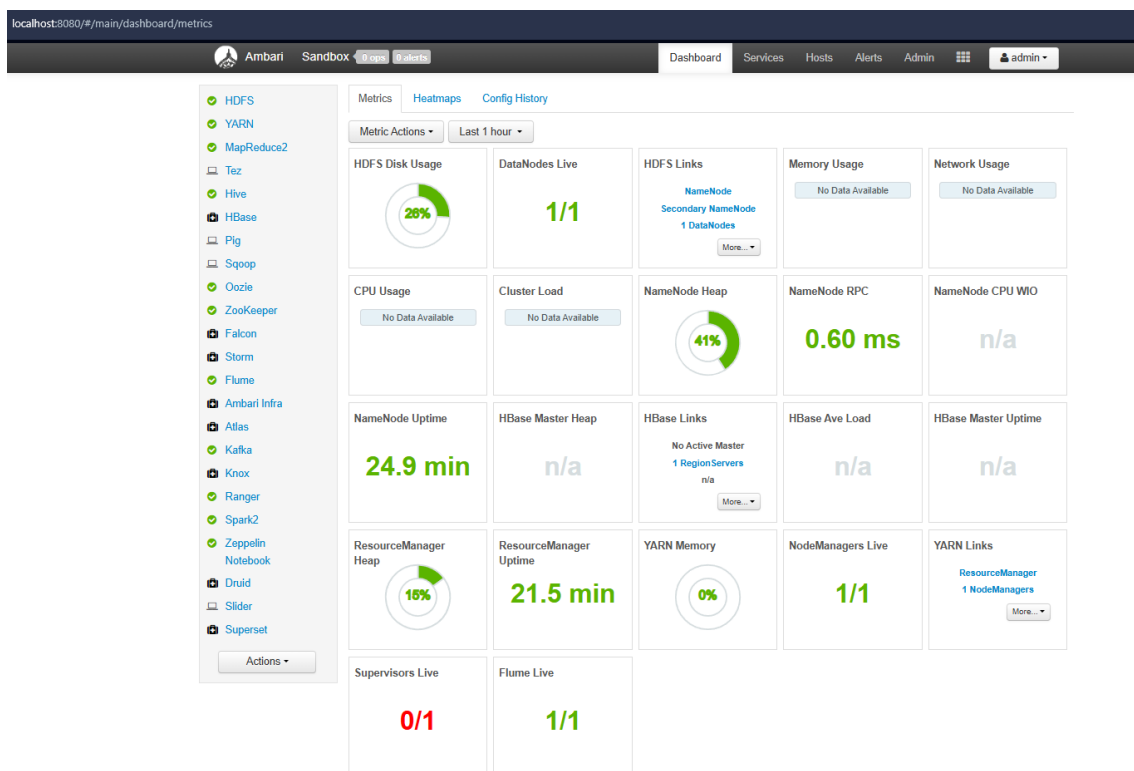 localhost:8080/#/main/dashboard/metrics
Ambari Sandbox 0 ops 0 alerts Dashboard Services Hosts Alerts Admin admin
HDFS
YARN
MapReduce2
Tez
Hive
HBase
Pig
Sqoop
Oozie
ZooKeeper
Falcon
Storm
Flume
Ambari Infra
Atlas
Kafka
Knox
Ranger
Spark2
Zeppelin
Notebook
Druid
Slider
Superset
Actions
Metrics Heatmaps Config History
Metric Actions Last 1 hour
HDFS Disk Usage
26%
DataNodes Live
1/1
HDFS Links
NameNode
Secondary NameNode
1 DataNodes
More...
Memory Usage
No Data Available
Network Usage
No Data Available
CPU Usage
No Data Available
Cluster Load
No Data Available
NameNode Heap
41%
NameNode RPC
0.60 ms
NameNode CPU WIO
n/a
NameNode Uptime
24.9 min
HBase Master Heap
n/a
HBase Links
No Active Master
1 RegionServers
n/a
More...
HBase Ave Load
n/a
HBase Master Uptime
n/a
ResourceManager
Heap
15%
ResourceManager
Uptime
21.5 min
YARN Memory
0%
NodeManagers Live
1/1
YARN Links
ResourceManager
1 NodeManagers
More...
Supervisors Live
0/1
Flume Live
1/1